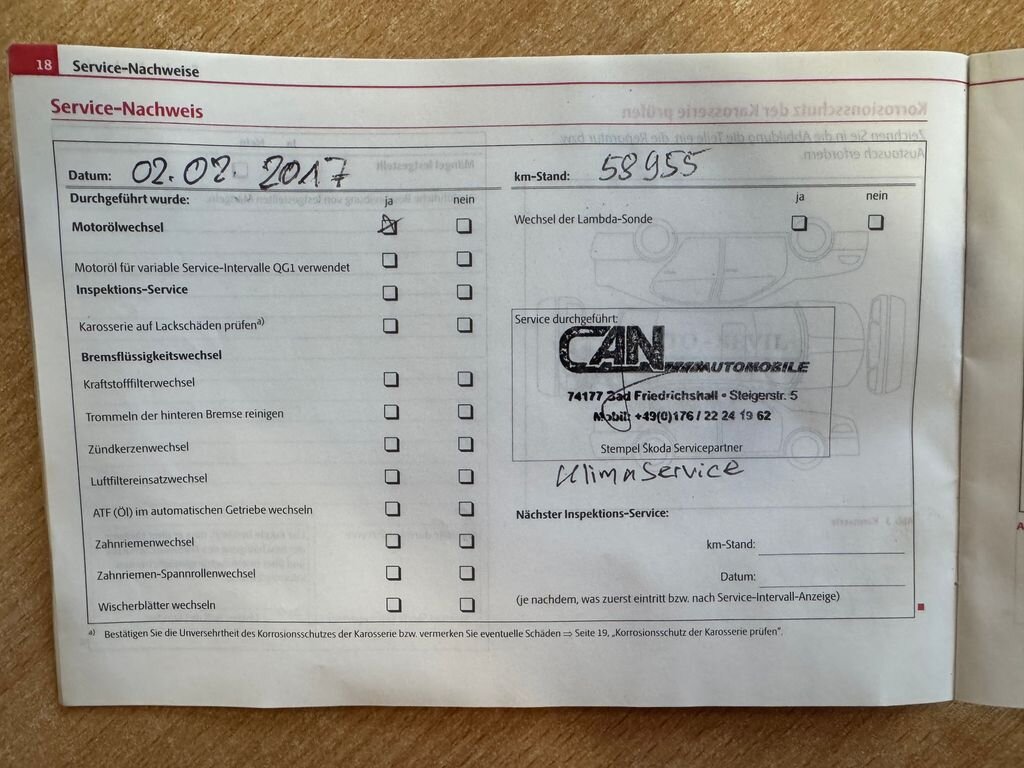 18 Service-Nachweise
Service-Nachweis
Datum: 02.02.2017
km-Stand: 58955
Durchgeführt wurde: ja nein
ja nein
Motorölwechsel
Wechsel der Lambda-Sonde
Motoröl für variable Service-Intervalle QG1 verwendet
Inspektions-Service
Karosserie auf Lackschäden prüfen a)
Bremsflüssigkeitswechsel
Kraftstofffilterwechsel
Trommeln der hinteren Bremse reinigen
Zündkerzenwechsel
Luftfiltereinsatzwechsel
ATF (Öl) im automatischen Getriebe wechseln
Zahnriemenwechsel
Zahnriemen-Spannrollenwechsel
Wischerblätter wechseln
Service durchgeführt:
CAN AUTOMOBILE
74177 Bad Friedrichshall • Steigerstr. 5
Mobil: +49(0)176 / 22 24 19 62
Stempel Škoda Servicepartner
Klimaservice
Nächster Inspektions-Service:
km-Stand:
Datum:
(je nachdem, was zuerst eintritt bzw. nach Service-Intervall-Anzeige)
a) Bestätigen Sie die Unversehrtheit des Korrosionsschutzes der Karosserie bzw. vermerken Sie eventuelle Schäden ⇒ Seite 19, „Korrosionsschutz der Karosserie prüfen“.